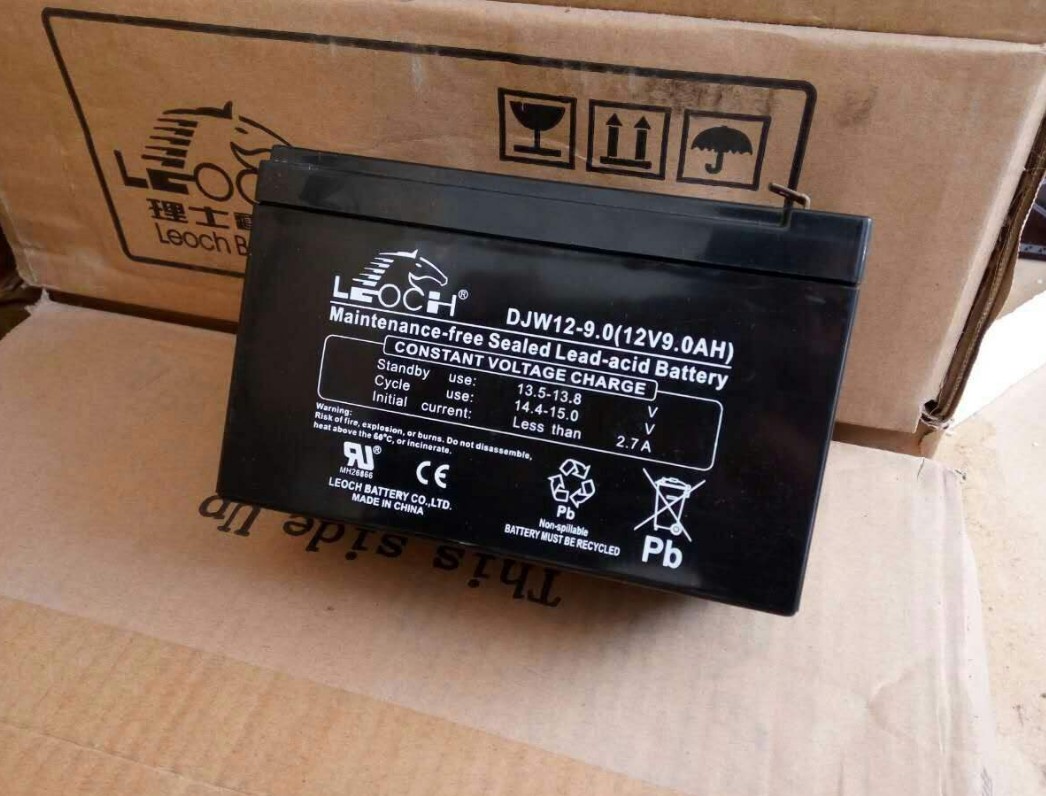 LEOCH
理士
Leoch B
LEOCH®
DJW12-9.0(12V9.0AH)
Maintenance-free Sealed Lead-acid Battery
CONSTANT VOLTAGE CHARGE
Standby use: 13.5-13.8 V
Cycle use: 14.4-15.0 V
Initial current: Less than 2.7A
Warning:
Risk of fire, explosion, or burns. Do not disassemble,
heat above the 60°C, or incinerate.
RU®
MH26866
CE
LEOCH BATTERY CO.,LTD.
MADE IN CHINA
Pb
Non-spillable
BATTERY MUST BE RECYCLED
Pb
This side Up